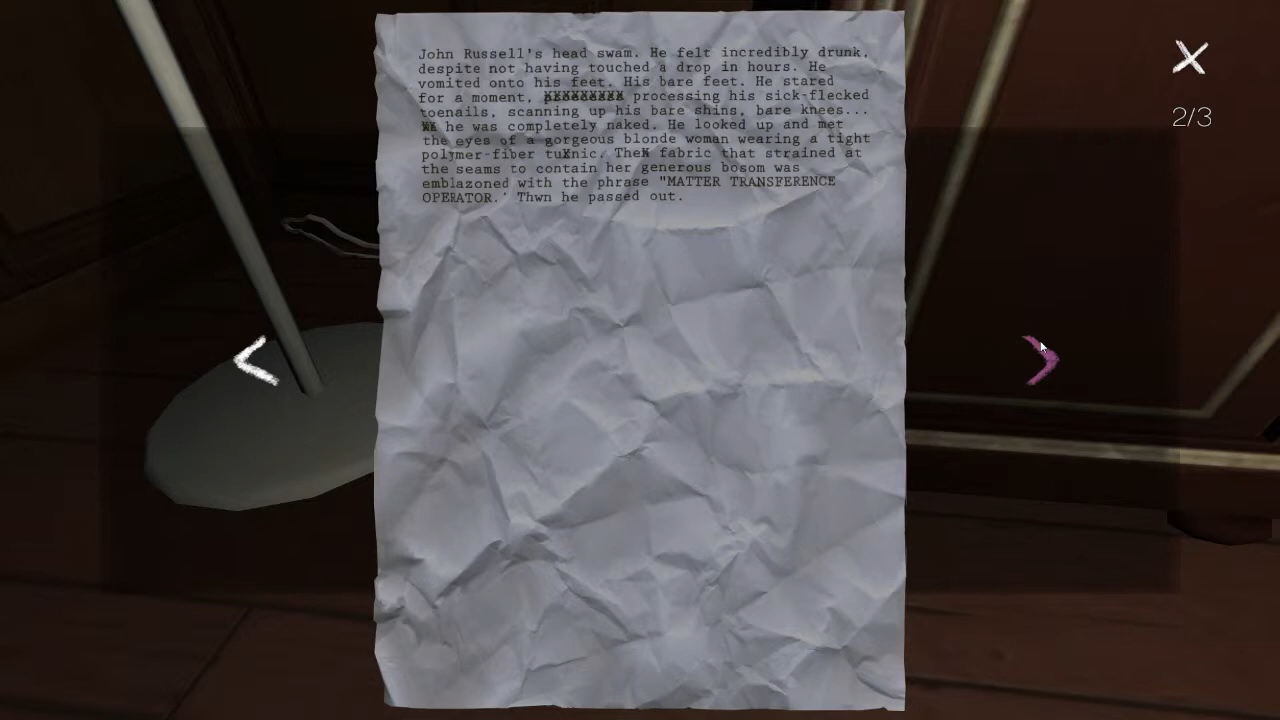 John Russell's head swam. He felt incredibly drunk,
despite not having touched a drop in hours. He
vomited onto his feet. His bare feet. He stared
for a moment, processing his sick-flecked
toenails, scanning up his bare shins, bare knees...
he was completely naked. He looked up and met
the eyes of a gorgeous blonde woman wearing a tight
polymer-fiber tuXnic. TheX fabric that strained at
the seams to contain her generous bosom was
emblazoned with the phrase "MATTER TRANSFERENCE
OPERATOR.' Thwn he passed out.
2/3